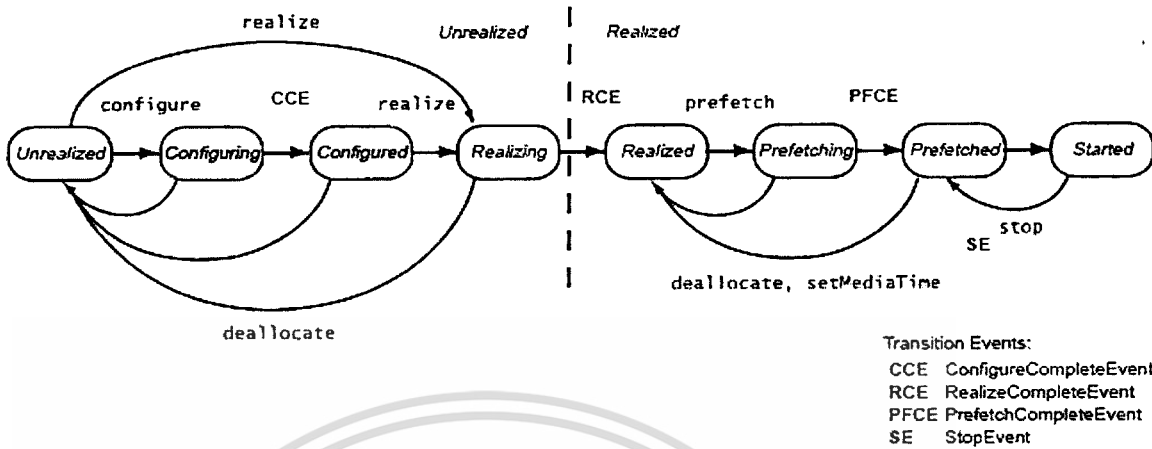 realize
Unrealized
Realized
configure
CCE
realize
RCE
prefetch
PFCE
Unrealized
Configuring
Configured
Realizing
Realized
Prefetching
Prefetched
Started
stop
SE
deallocate, setMediaTime
deallocate
Transition Events:
CCE ConfigureCompleteEvent
RCE RealizeCompleteEvent
PFCE PrefetchCompleteEvent
SE StopEvent